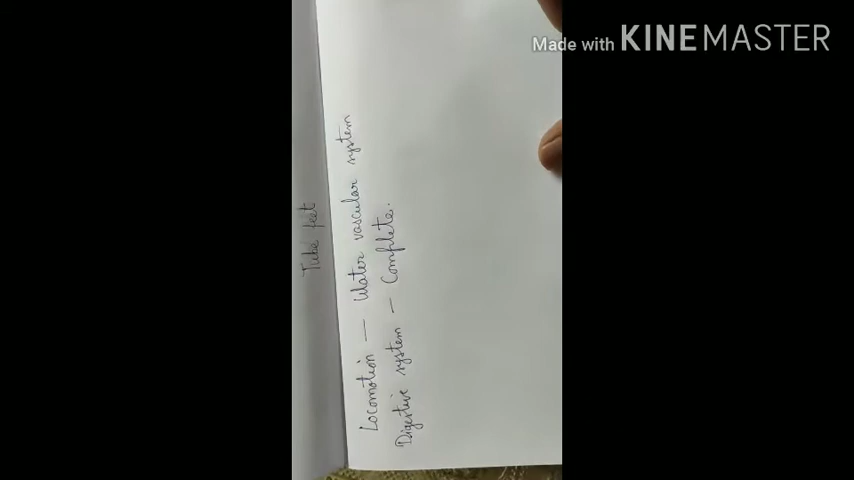 Made with KINEMASTER
Tube feet
Locomotion — Water vascular system
Digestive system — Complete.